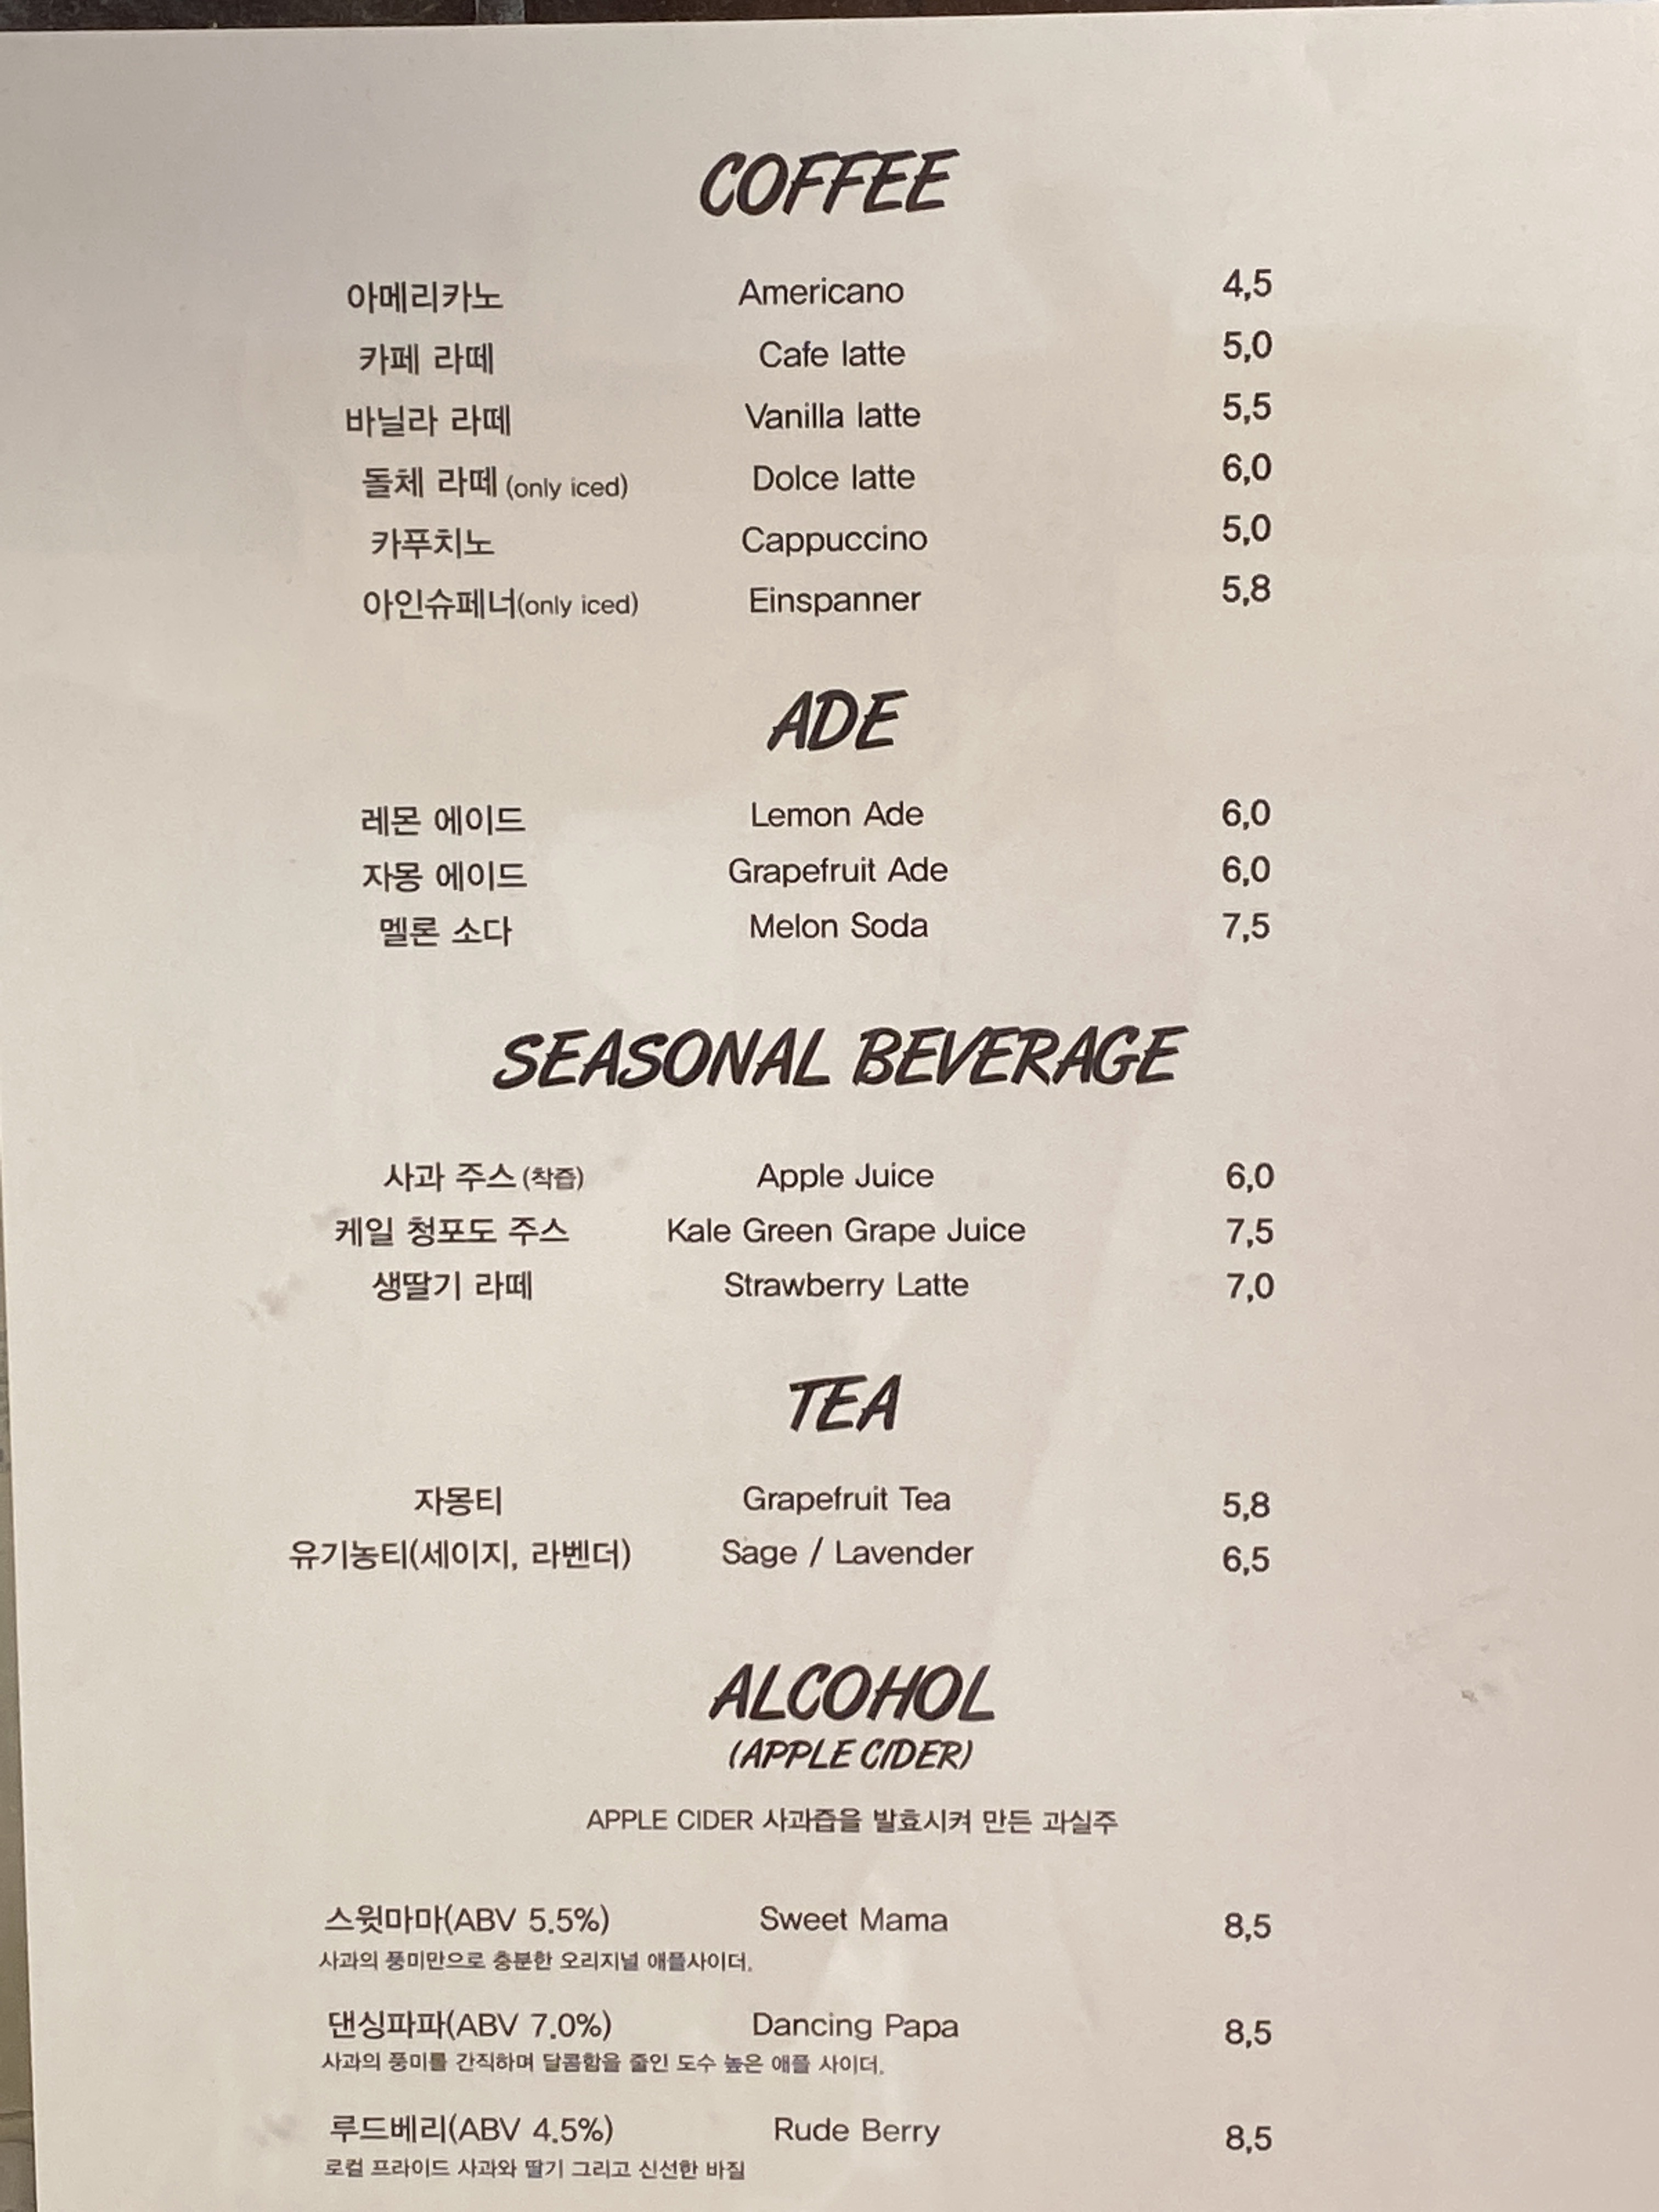 COFFEE
아메리카노 Americano 4,5
카페 라떼 Cafe latte 5,0
바닐라 라떼 Vanilla latte 5,5
돌체 라떼 (only iced) Dolce latte 6,0
카푸치노 Cappuccino 5,0
아인슈페너(only iced) Einspanner 5,8
ADE
레몬 에이드 Lemon Ade 6,0
자몽 에이드 Grapefruit Ade 6,0
멜론 소다 Melon Soda 7,5
SEASONAL BEVERAGE
사과 주스 (착즙) Apple Juice 6,0
케일 청포도 주스 Kale Green Grape Juice 7,5
생딸기 라떼 Strawberry Latte 7,0
TEA
자몽티 Grapefruit Tea 5,8
유기농티(세이지, 라벤더) Sage / Lavender 6,5
ALCOHOL
(APPLE CIDER)
APPLE CIDER 사과즙을 발효시켜 만든 과실주
스윗마마(ABV 5.5%) Sweet Mama 8,5
사과의 풍미만으로 충분한 오리지널 애플사이더.
댄싱파파(ABV 7.0%) Dancing Papa 8,5
사과의 풍미를 간직하며 달콤함을 줄인 도수 높은 애플 사이더.
루드베리(ABV 4.5%) Rude Berry 8,5
로컬 프라이드 사과와 딸기 그리고 신선한 바질